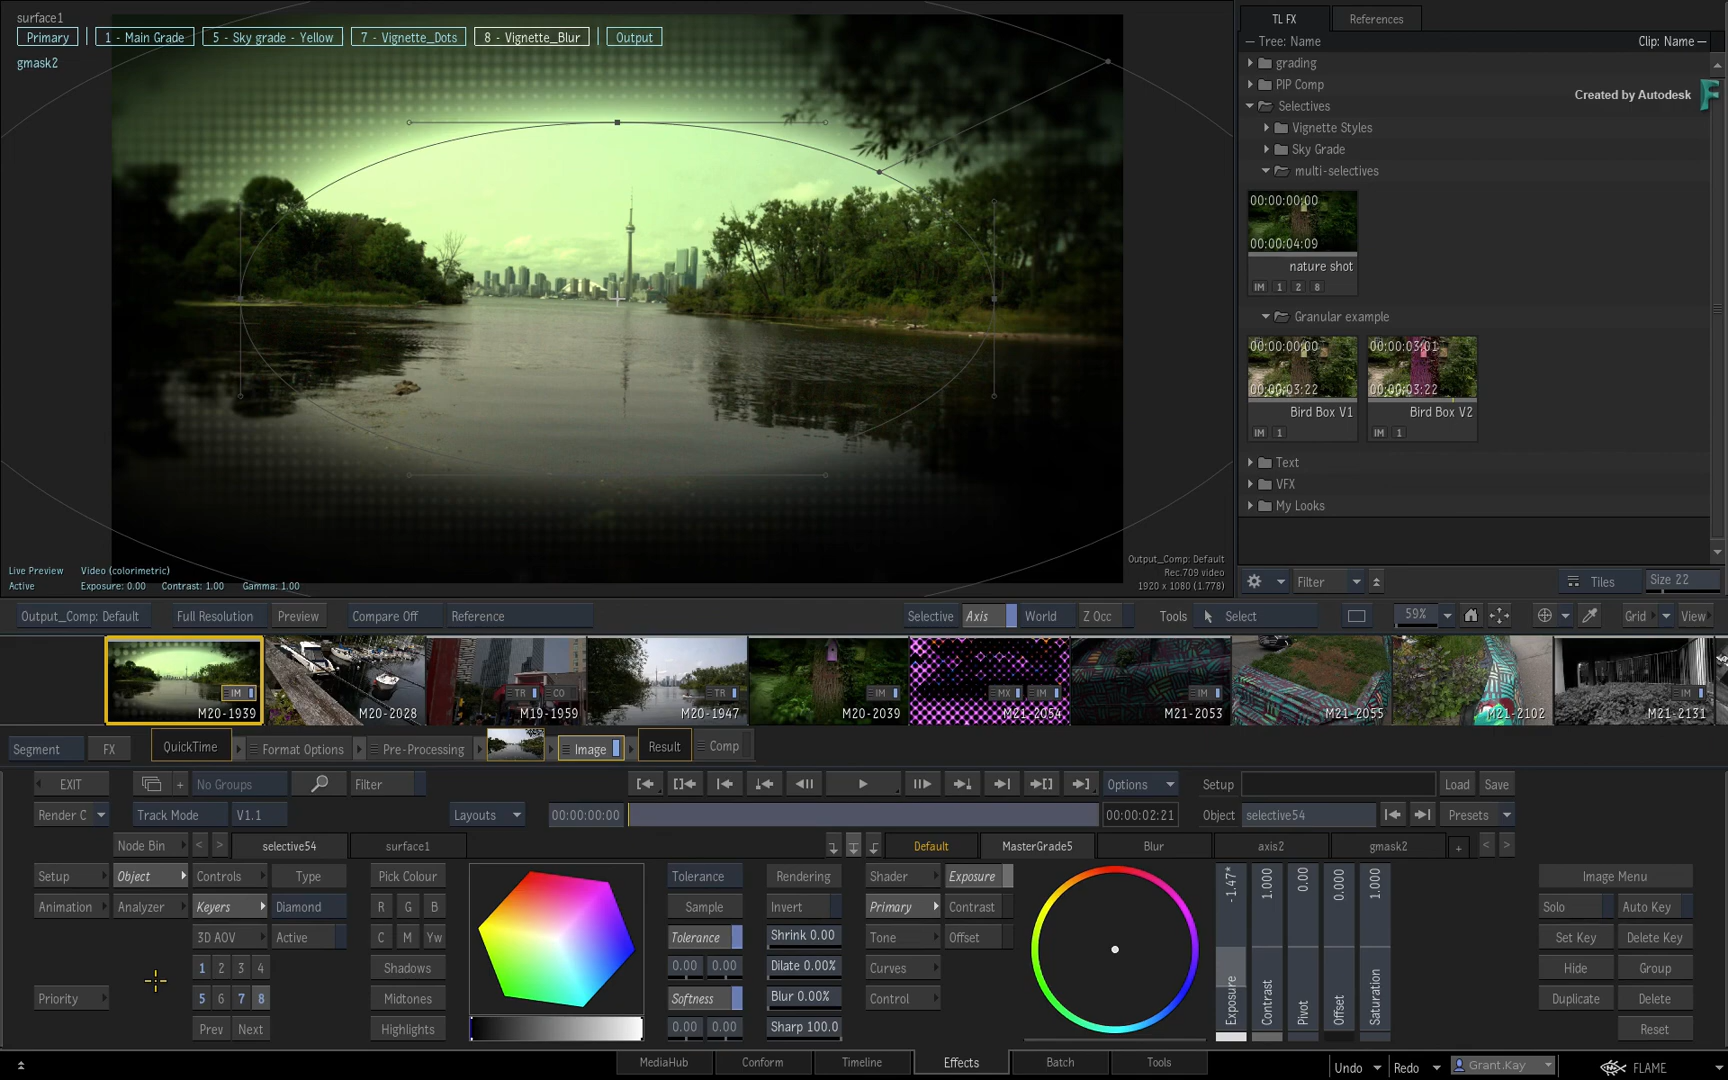 surface1
Primary 1 - Main Grade 5 - Sky grade - Yellow 7 - Vignette_Dots 8 - Vignette_Blur Output
gmask2
Live Preview Video (colorimetric)
Active Exposure: 0.00 Contrast: 1.00 Gamma: 1.00
Output_Comp: Default
Rec.709 video
1920 x 1080 (1.778)
TL FX References
Tree: Name Clip: Name
grading
PIP Comp
Created by Autodesk
Selectives
Vignette Styles
Sky Grade
multi-selectives
00:00:00:00
00:00:04:09
nature shot
IM 1 2 8
Granular example
00:00:00:00 00:00:03:01
00:00:03:22 00:00:03:22
Bird Box V1 Bird Box V2
IM 1 IM 1
Text
VFX
My Looks
Filter Tiles Size 22
Output_Comp: Default Full Resolution Preview Compare Off Reference Selective Axis World Z Occ Tools Select 59% Grid View
IM TR CO TR IM MX IM IM IM
M20-1939 M20-2028 M19-1959 M20-1947 M20-2039 M21-2054 M21-2053 M21-2055 M21-2102 M21-2131
Segment FX QuickTime Format Options Pre-Processing Image Result Comp
EXIT + No Groups Filter Options Setup Load Save
Render C Track Mode V1.1 Layouts 00:00:00:00 00:00:02:21 Object selective54 Presets
Node Bin < > selective54 surface1 Default MasterGrade5 Blur axis2 gmask2 + < >
Setup Object Controls Type Pick Colour Tolerance Rendering Shader Exposure Image Menu
Animation Analyzer Keyers Diamond R G B Sample Invert Primary Contrast Solo Auto Key
3D AOV Active C M Yw Tolerance Shrink 0.00 Tone Offset Set Key Delete Key
1 2 3 4 Shadows 0.00 0.00 Dilate 0.00% Curves Hide Group
Priority 5 6 7 8 Midtones Softness Blur 0.00% Control Duplicate Delete
Prev Next Highlights 0.00 0.00 Sharp 100.0 Reset
-1.47* 1.000 0.00 0.000 1.000
Exposure Contrast Pivot Offset Saturation
MediaHub Conform Timeline Effects Batch Tools Undo Redo Grant.Kay FLAME